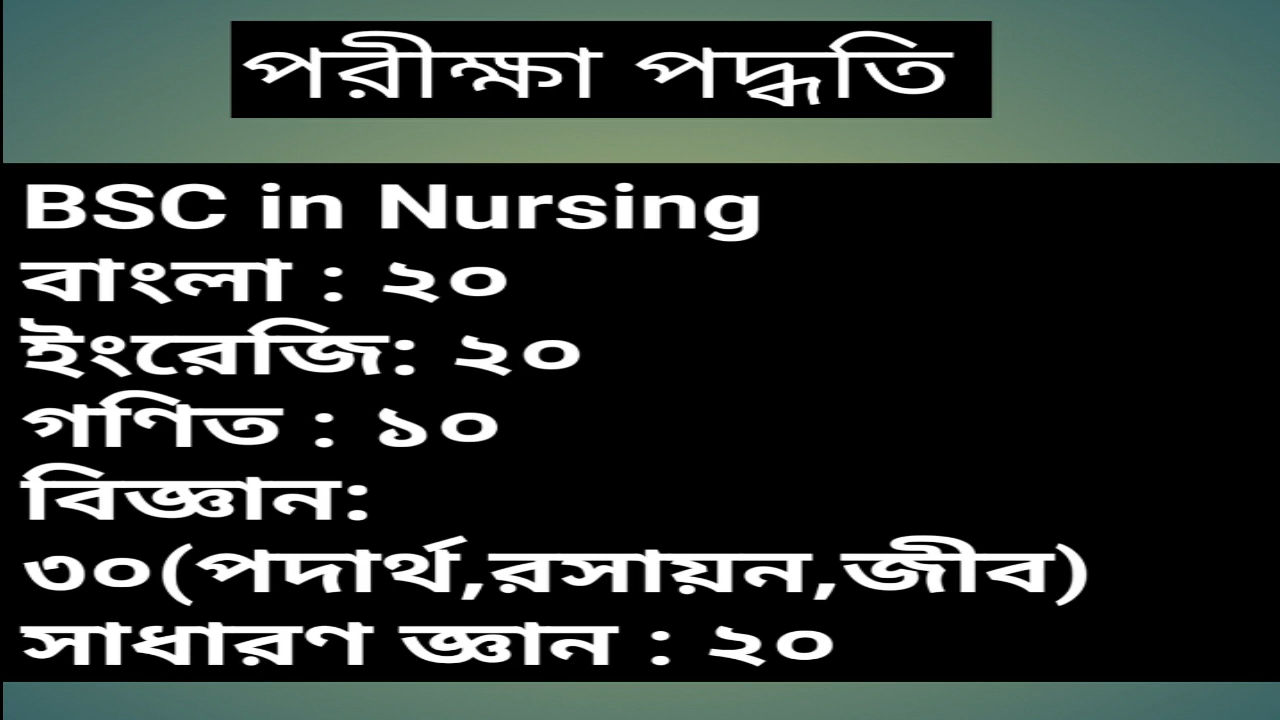 পরীক্ষা পদ্ধতি
BSC in Nursing
বাংলা : ২০
ইংরেজি: ২০
গণিত : ১০
বিজ্ঞান:
৩০(পদার্থ,রসায়ন,জীব)
সাধারণ জ্ঞান : ২০